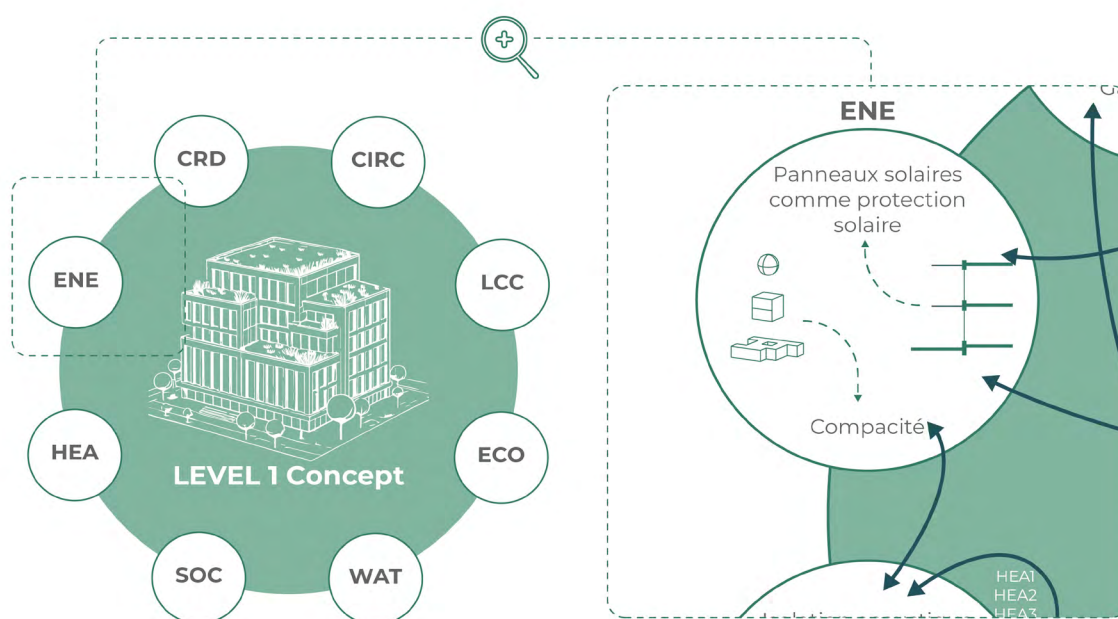 CRD
CIRC
ENE
LCC
HEA
ECO
LEVEL 1 Concept
SOC
WAT
ENE
Panneaux solaires
comme protection
solaire
Compacité
HEA1
HEA2
HEA3